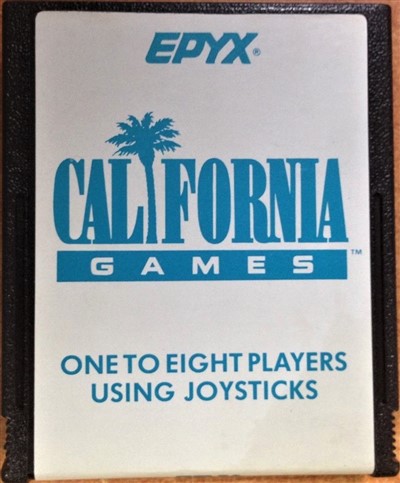 EPYX®
CALIFORNIA
GAMES™
ONE TO EIGHT PLAYERS
USING JOYSTICKS